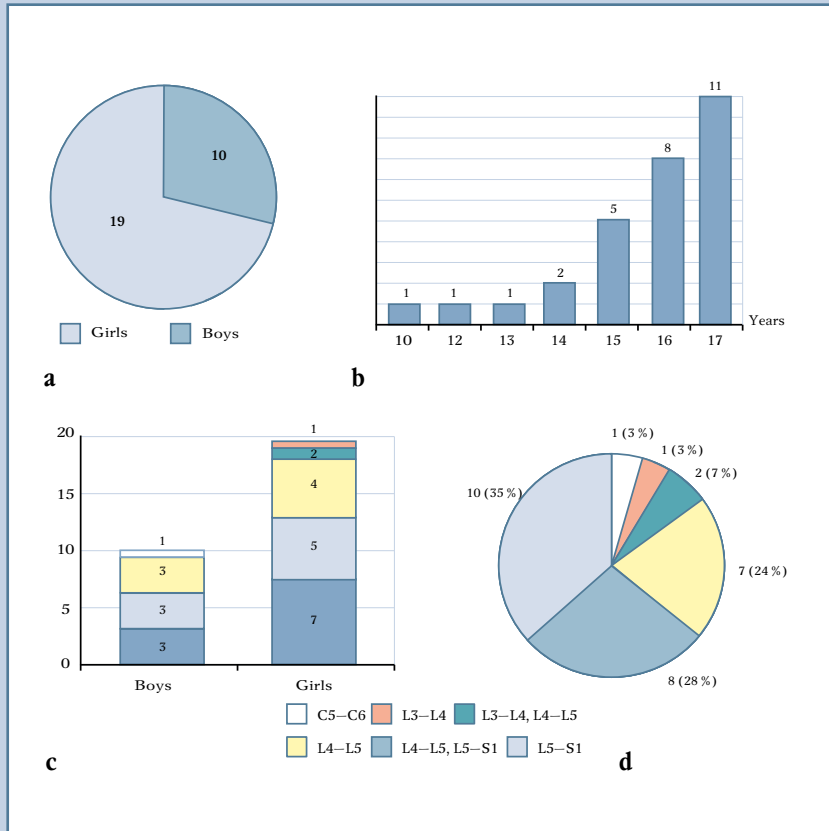 10
19
Girls
Boys
a
11
8
5
2
1
1
1
Years
10
12
13
14
15
16
17
b
20
15
10
5
0
1
3
3
3
1
2
4
5
7
Boys
Girls
c
1 (3 %)
1 (3 %)
2 (7 %)
10 (35 %)
7 (24 %)
8 (28 %)
C5–C6
L3–L4
L3–L4, L4–L5
L4–L5
L4–L5, L5–S1
L5–S1
d